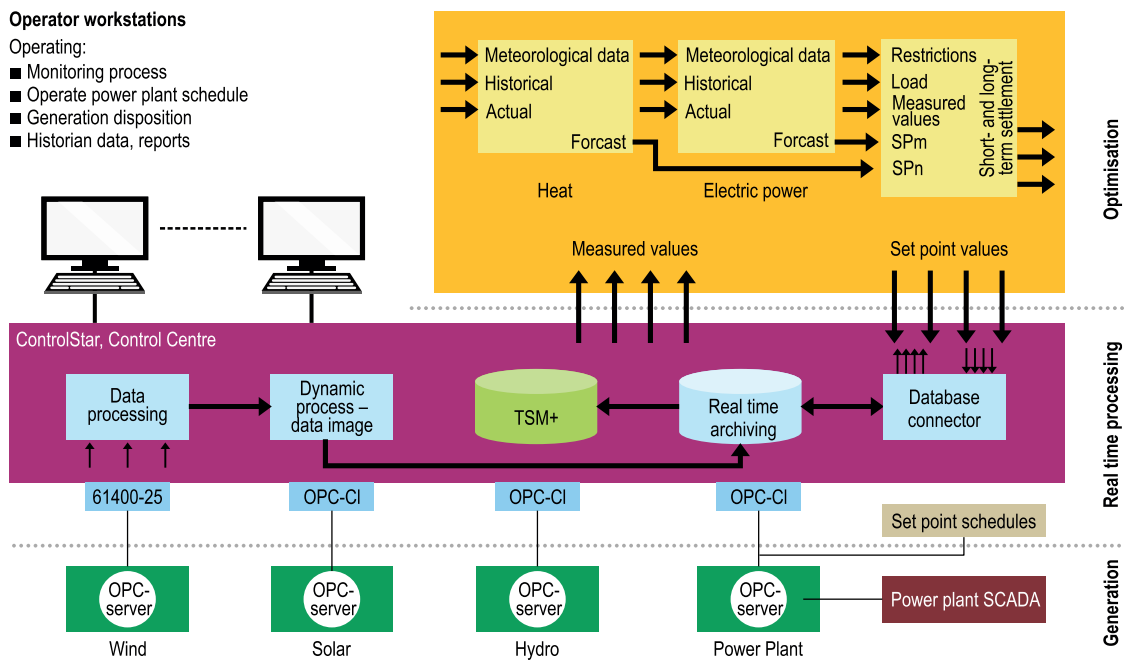 Operator workstations
Operating:
Monitoring process
Operate power plant schedule
Generation disposition
Historian data, reports
Meteorological data
Historical
Actual
Forcast
Heat
Meteorological data
Historical
Actual
Forcast
Electric power
Restrictions
Load
Measured
values
SPm
SPn
Short- and long-
term settlement
Optimisation
Measured values
Set point values
ControlStar, Control Centre
Data
processing
Dynamic
process –
data image
TSM+
Real time
archiving
Database
connector
Real time processing
61400-25
OPC-CI
OPC-CI
OPC-CI
Set point schedules
OPC-
server
OPC-
server
OPC-
server
OPC-
server
Power plant SCADA
Wind
Solar
Hydro
Power Plant
Generation